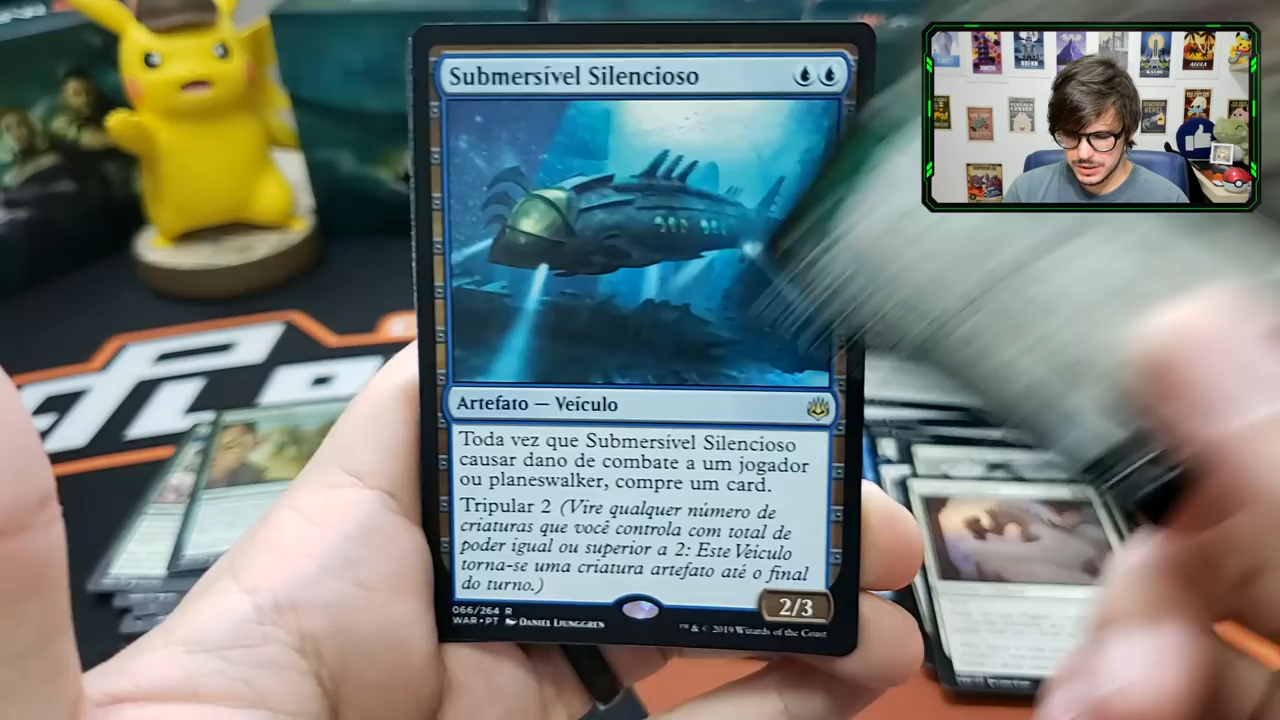 Submersível Silencioso
Artefato — Veículo
Toda vez que Submersível Silencioso
causar dano de combate a um jogador
ou planeswalker, compre um card.
Tripular 2 (Vire qualquer número de
criaturas que você controla com total de
poder igual ou superior a 2: Este Veículo
torna-se uma criatura artefato até o final
do turno.)
066/264 R
WAR • PT Daniel Ljunggren
2/3
™ & © 2019 Wizards of the Coast